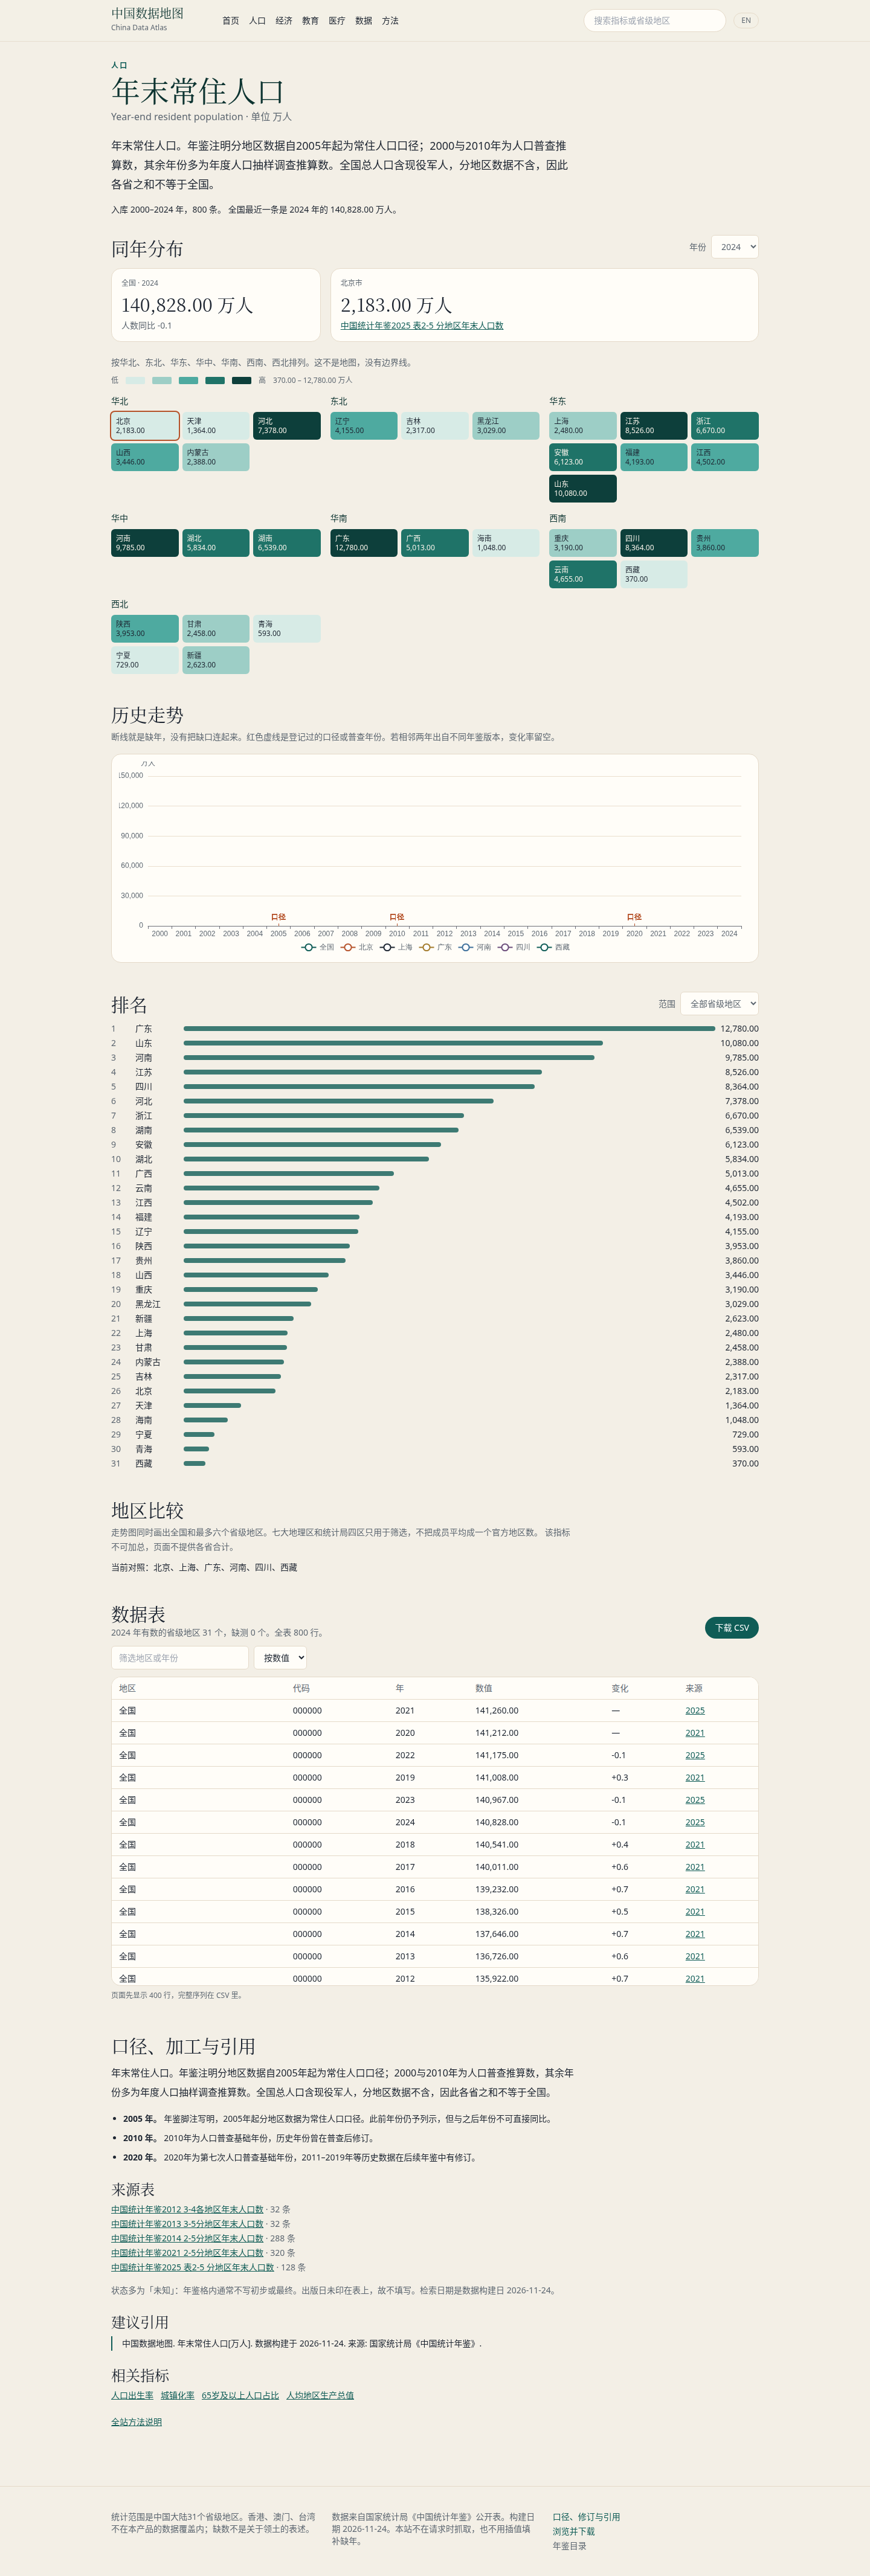 中国数据地图
China Data Atlas
首页 人口 经济 教育 医疗 数据 方法
搜索指标或省级地区
EN
人口
年末常住人口
Year-end resident population · 单位 万人
年末常住人口。年鉴注明分地区数据自2005年起为常住人口口径；2000与2010年为人口普查推
算数，其余年份多为年度人口抽样调查推算数。全国总人口含现役军人，分地区数据不含，因此
各省之和不等于全国。
入库 2000–2024 年，800 条。 全国最近一条是 2024 年的 140,828.00 万人。
同年分布
年份 2024
全国 · 2024
140,828.00 万人
人数同比 -0.1
北京市
2,183.00 万人
中国统计年鉴2025 表2-5 分地区年末人口数
按华北、东北、华东、华中、华南、西南、西北排列。这不是地图，没有边界线。
低 高 370.00 – 12,780.00 万人
华北
北京 2,183.00
天津 1,364.00
河北 7,378.00
山西 3,446.00
内蒙古 2,388.00
东北
辽宁 4,155.00
吉林 2,317.00
黑龙江 3,029.00
华东
上海 2,480.00
江苏 8,526.00
浙江 6,670.00
安徽 6,123.00
福建 4,193.00
江西 4,502.00
山东 10,080.00
华中
河南 9,785.00
湖北 5,834.00
湖南 6,539.00
华南
广东 12,780.00
广西 5,013.00
海南 1,048.00
西南
重庆 3,190.00
四川 8,364.00
贵州 3,860.00
云南 4,655.00
西藏 370.00
西北
陕西 3,953.00
甘肃 2,458.00
青海 593.00
宁夏 729.00
新疆 2,623.00
历史走势
断线就是缺年，没有把缺口连起来。红色虚线是登记过的口径或普查年份。若相邻两年出自不同年鉴版本，变化率留空。
万人
150,000
120,000
90,000
60,000
30,000
0
口径 口径 口径
2000 2001 2002 2003 2004 2005 2006 2007 2008 2009 2010 2011 2012 2013 2014 2015 2016 2017 2018 2019 2020 2021 2022 2023 2024
全国 北京 上海 广东 河南 四川 西藏
排名
范围 全部省级地区
1 广东 12,780.00
2 山东 10,080.00
3 河南 9,785.00
4 江苏 8,526.00
5 四川 8,364.00
6 河北 7,378.00
7 浙江 6,670.00
8 湖南 6,539.00
9 安徽 6,123.00
10 湖北 5,834.00
11 广西 5,013.00
12 云南 4,655.00
13 江西 4,502.00
14 福建 4,193.00
15 辽宁 4,155.00
16 陕西 3,953.00
17 贵州 3,860.00
18 山西 3,446.00
19 重庆 3,190.00
20 黑龙江 3,029.00
21 新疆 2,623.00
22 上海 2,480.00
23 甘肃 2,458.00
24 内蒙古 2,388.00
25 吉林 2,317.00
26 北京 2,183.00
27 天津 1,364.00
28 海南 1,048.00
29 宁夏 729.00
30 青海 593.00
31 西藏 370.00
地区比较
走势图同时画出全国和最多六个省级地区。七大地理区和统计局四区只用于筛选，不把成员平均成一个官方地区数。 该指标
不可加总，页面不提供各省合计。
当前对照：北京、上海、广东、河南、四川、西藏
数据表
2024 年有数的省级地区 31 个，缺测 0 个。全表 800 行。
下载 CSV
筛选地区或年份
按数值
地区 代码 年 数值 变化 来源
全国 000000 2021 141,260.00 — 2025
全国 000000 2020 141,212.00 — 2021
全国 000000 2022 141,175.00 -0.1 2025
全国 000000 2019 141,008.00 +0.3 2021
全国 000000 2023 140,967.00 -0.1 2025
全国 000000 2024 140,828.00 -0.1 2025
全国 000000 2018 140,541.00 +0.4 2021
全国 000000 2017 140,011.00 +0.6 2021
全国 000000 2016 139,232.00 +0.7 2021
全国 000000 2015 138,326.00 +0.5 2021
全国 000000 2014 137,646.00 +0.7 2021
全国 000000 2013 136,726.00 +0.6 2021
全国 000000 2012 135,922.00 +0.7 2021
页面先显示 400 行，完整序列在 CSV 里。
口径、加工与引用
年末常住人口。年鉴注明分地区数据自2005年起为常住人口口径；2000与2010年为人口普查推算数，其余年
份多为年度人口抽样调查推算数。全国总人口含现役军人，分地区数据不含，因此各省之和不等于全国。
2005 年。 年鉴脚注写明，2005年起分地区数据为常住人口口径。此前年份仍予列示，但与之后年份不可直接同比。
2010 年。 2010年为人口普查基础年份，历史年份曾在普查后修订。
2020 年。 2020年为第七次人口普查基础年份，2011–2019年等历史数据在后续年鉴中有修订。
来源表
中国统计年鉴2012 3-4各地区年末人口数 · 32 条
中国统计年鉴2013 3-5分地区年末人口数 · 32 条
中国统计年鉴2014 2-5分地区年末人口数 · 288 条
中国统计年鉴2021 2-5分地区年末人口数 · 320 条
中国统计年鉴2025 表2-5 分地区年末人口数 · 128 条
状态多为「未知」：年鉴格内通常不写初步或最终。出版日未印在表上，故不填写。检索日期是数据构建日 2026-11-24。
建议引用
中国数据地图. 年末常住人口[万人]. 数据构建于 2026-11-24. 来源: 国家统计局《中国统计年鉴》.
相关指标
人口出生率 城镇化率 65岁及以上人口占比 人均地区生产总值
全站方法说明
统计范围是中国大陆31个省级地区。香港、澳门、台湾
不在本产品的数据覆盖内；缺数不是关于领土的表述。
数据来自国家统计局《中国统计年鉴》公开表。构建日
期 2026-11-24。本站不在请求时抓取，也不用插值填
补缺年。
口径、修订与引用
浏览并下载
年鉴目录